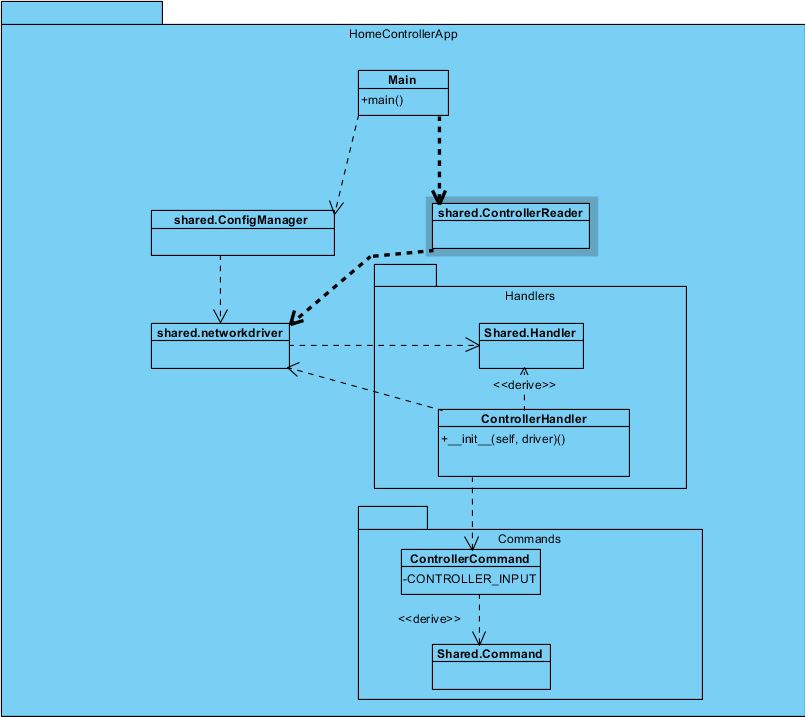 HomeControllerApp
Main
+main()
shared.ConfigManager
shared.ControllerReader
Handlers
shared.networkdriver
Shared.Handler
<<derive>>
ControllerHandler
+__init__(self, driver)()
Commands
ControllerCommand
-CONTROLLER_INPUT
<<derive>>
Shared.Command